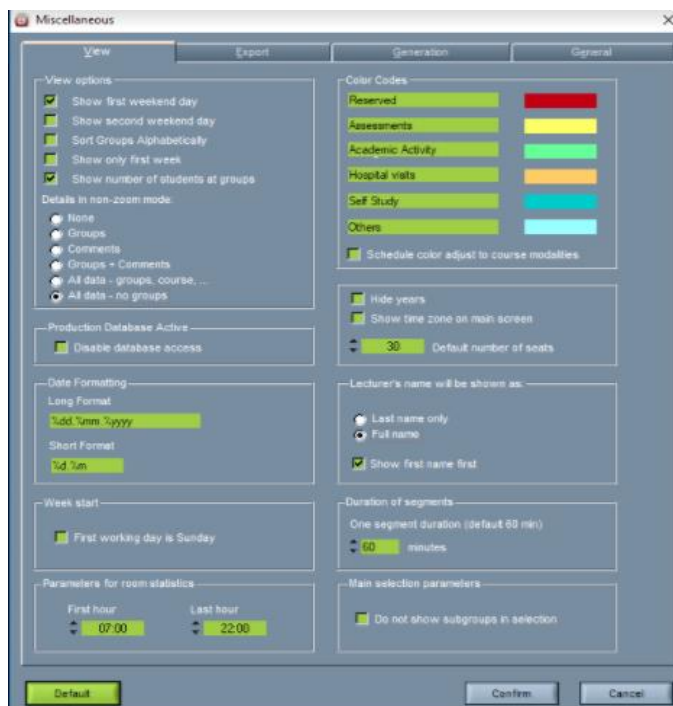 Miscellaneous
View
Export
Generation
General
View options
Show first weekend day
Show second weekend day
Sort Groups Alphabetically
Show only first week
Show number of students at groups
Details in non-zoom mode:
None
Groups
Comments
Groups + Comments
All data - groups, course, ...
All data - no groups
Production Database Active
Disable database access
Date Formatting
Long Format
%dd.%mm.%yyyy
Short Format
%d.%m
Week start
First working day is Sunday
Parameters for room statistics
First hour
Last hour
07:00
22:00
Color Codes
Reserved
Assessments
Academic Activity
Hospital visits
Self Study
Others
Schedule color adjust to course modalities
Hide years
Show time zone on main screen
30 Default number of seats
Lecturer's name will be shown as:
Last name only
Full name
Show first name first
Duration of segments
One segment duration (default 60 min)
60 minutes
Main selection parameters
Do not show subgroups in selection
Default
Confirm
Cancel